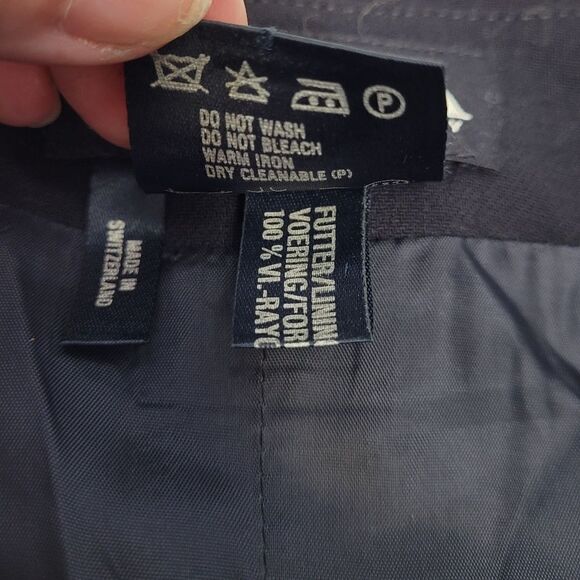 P
DO NOT WASH
DO NOT BLEACH
WARM IRON
DRY CLEANABLE (P)
MADE IN
SWITZERLAND
FUTTER/LININ
VOERING/FOR
100 % VI.-RAYO